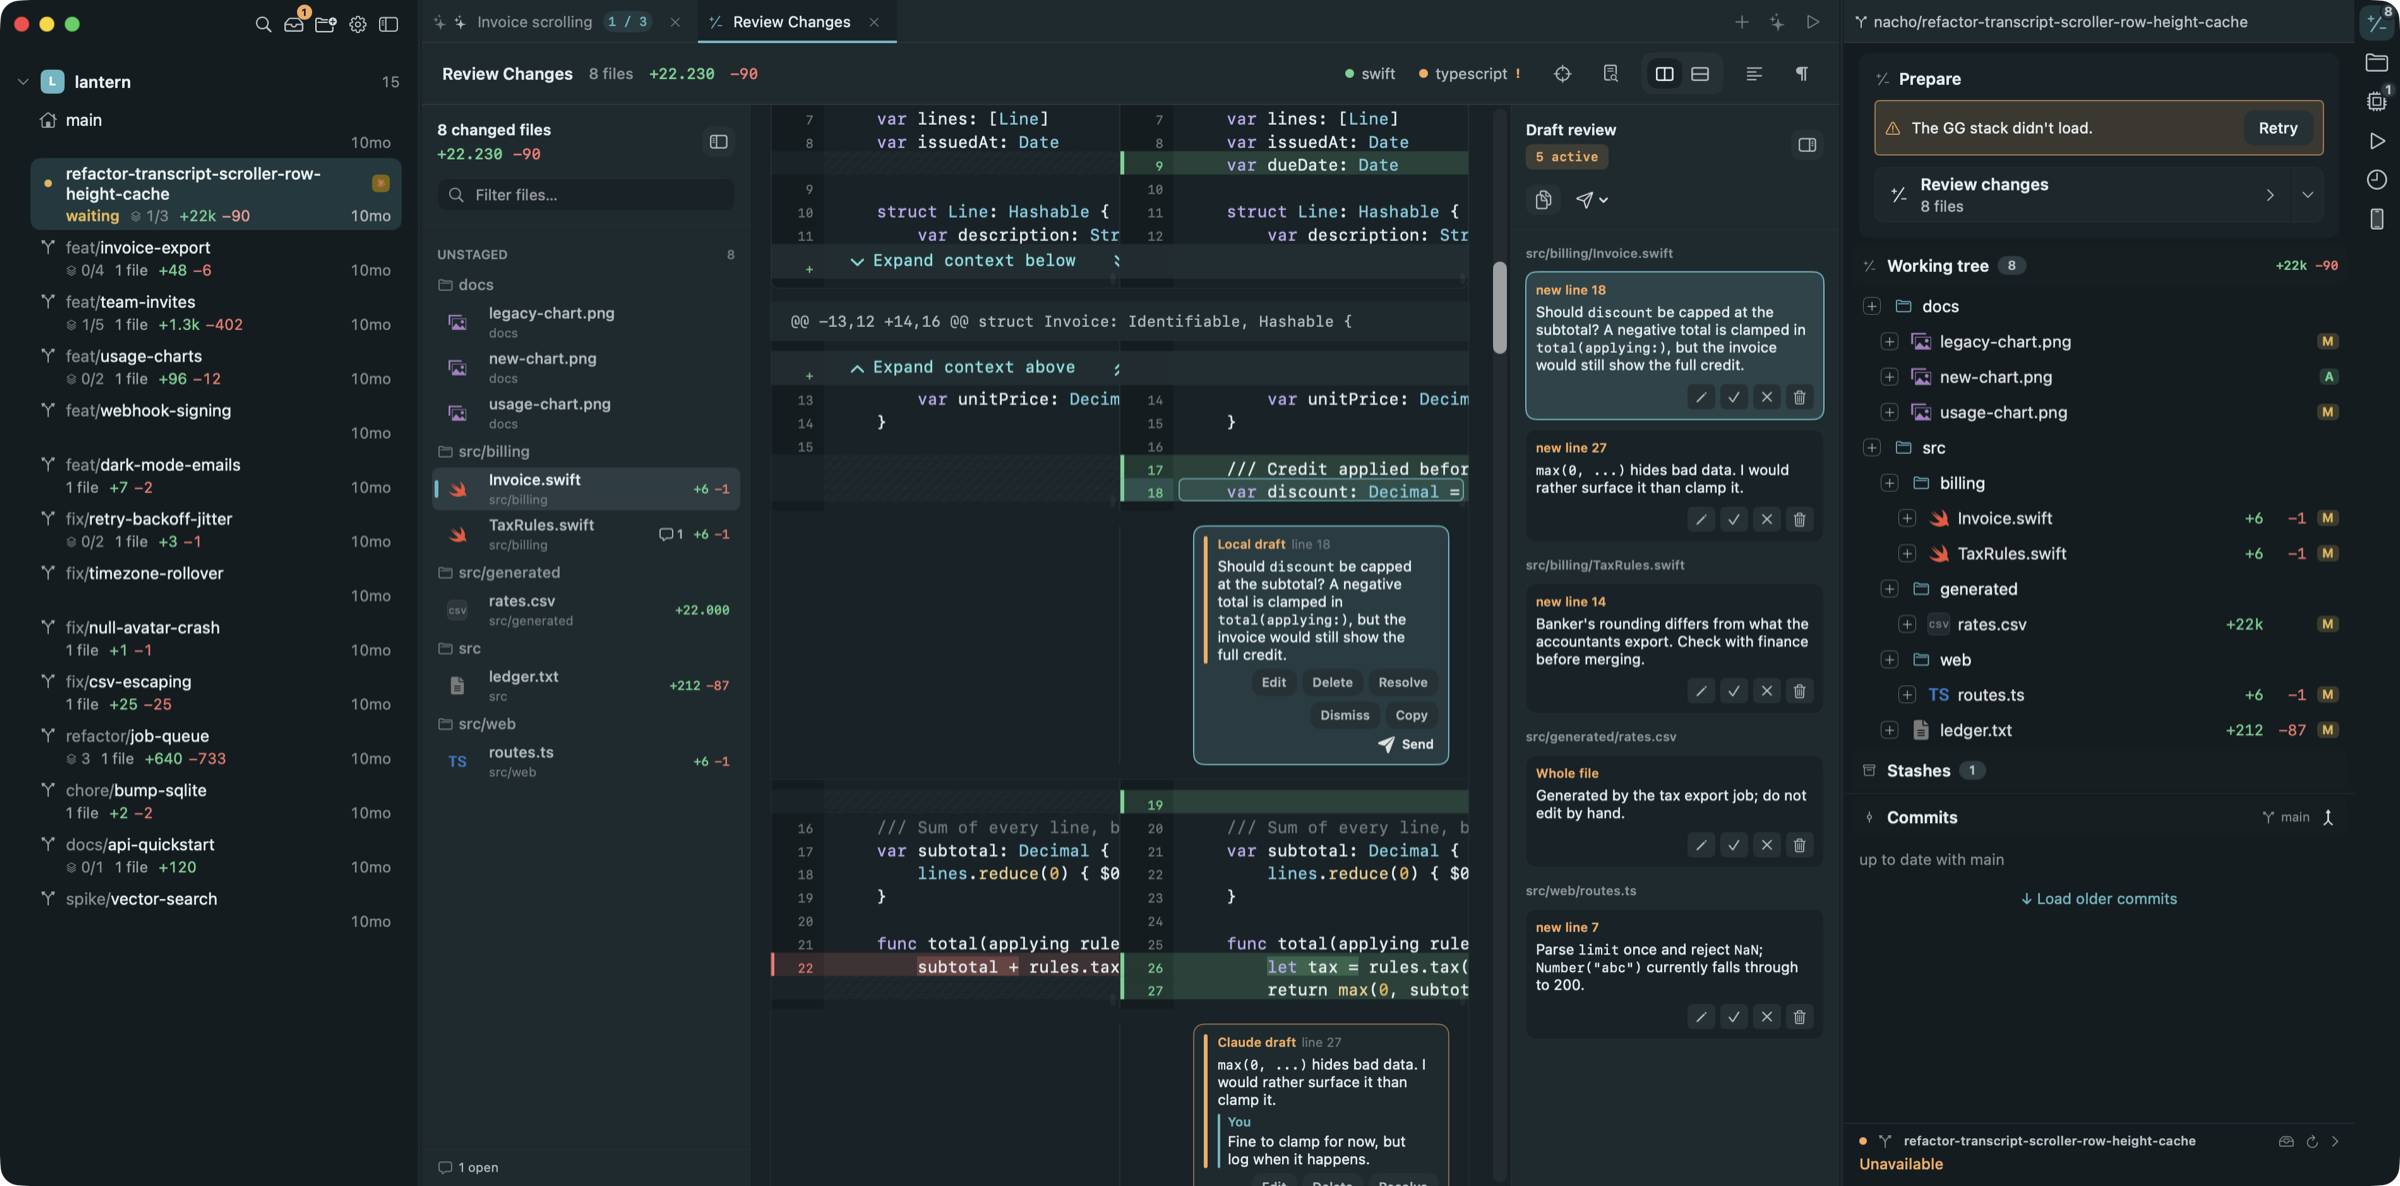 1
Invoice scrolling 1 / 3
Review Changes
nacho/refactor-transcript-scroller-row-height-cache
8
L lantern 15
main
10mo
refactor-transcript-scroller-row-height-cache
waiting 1/3 +22k −90 10mo
feat/invoice-export
0/4 1 file +48 −6 10mo
feat/team-invites
1/5 1 file +1.3k −402 10mo
feat/usage-charts
0/2 1 file +96 −12 10mo
feat/webhook-signing
10mo
feat/dark-mode-emails
1 file +7 −2 10mo
fix/retry-backoff-jitter
0/2 1 file +3 −1 10mo
fix/timezone-rollover
10mo
fix/null-avatar-crash
1 file +1 −1 10mo
fix/csv-escaping
1 file +25 −25 10mo
refactor/job-queue
3 1 file +640 −733 10mo
chore/bump-sqlite
1 file +2 −2 10mo
docs/api-quickstart
0/1 1 file +120 10mo
spike/vector-search
10mo
Review Changes 8 files +22.230 −90
swift
typescript !
8 changed files
+22.230 −90
Filter files...
UNSTAGED 8
docs
legacy-chart.png
docs
new-chart.png
docs
usage-chart.png
docs
src/billing
Invoice.swift
src/billing
+6 −1
TaxRules.swift
src/billing
1 +6 −1
src/generated
csv
rates.csv
src/generated
+22.000
src
ledger.txt
src
+212 −87
src/web
TS
routes.ts
src/web
+6 −1
1 open
7 var lines: [Line] 7 var lines: [Line]
8 var issuedAt: Date 8 var issuedAt: Date
9 var dueDate: Date
9 10
10 struct Line: Hashable { 11 struct Line: Hashable {
11 var description: Str 12 var description: Str
+ Expand context below
@@ −13,12 +14,16 @@ struct Invoice: Identifiable, Hashable {
+ Expand context above
13 var unitPrice: Decim 14 var unitPrice: Decim
14 } 15 }
15 16
17 /// Credit applied befor
18 var discount: Decimal =
Local draft line 18
Should discount be capped
at the subtotal? A negative
total is clamped in
total(applying:), but the
invoice would still show the
full credit.
Edit Delete Resolve
Dismiss Copy
Send
19
16 /// Sum of every line, b 20 /// Sum of every line, b
17 var subtotal: Decimal { 21 var subtotal: Decimal {
18 lines.reduce(0) { $0 22 lines.reduce(0) { $0
19 } 23 }
20 24
21 func total(applying rule 25 func total(applying rule
22 subtotal + rules.tax 26 let tax = rules.tax(
27 return max(0, subtot
Claude draft line 27
max(0, ...) hides bad data. I
would rather surface it than
clamp it.
You
Fine to clamp for now, but
log when it happens.
Edit Delete Resolve
Draft review
5 active
src/billing/Invoice.swift
new line 18
Should discount be capped at the
subtotal? A negative total is clamped in
total(applying:), but the invoice
would still show the full credit.
new line 27
max(0, ...) hides bad data. I would
rather surface it than clamp it.
src/billing/TaxRules.swift
new line 14
Banker's rounding differs from what the
accountants export. Check with finance
before merging.
src/generated/rates.csv
Whole file
Generated by the tax export job; do not
edit by hand.
src/web/routes.ts
new line 7
Parse limit once and reject NaN;
Number("abc") currently falls through
to 200.
Prepare
The GG stack didn't load. Retry
Review changes
8 files
1
Working tree 8 +22k −90
docs
legacy-chart.png M
new-chart.png A
usage-chart.png M
src
billing
Invoice.swift +6 −1 M
TaxRules.swift +6 −1 M
generated
csv rates.csv +22k M
web
TS routes.ts +6 −1 M
ledger.txt +212 −87 M
Stashes 1
Commits main
up to date with main
Load older commits
refactor-transcript-scroller-row-height-cache
Unavailable